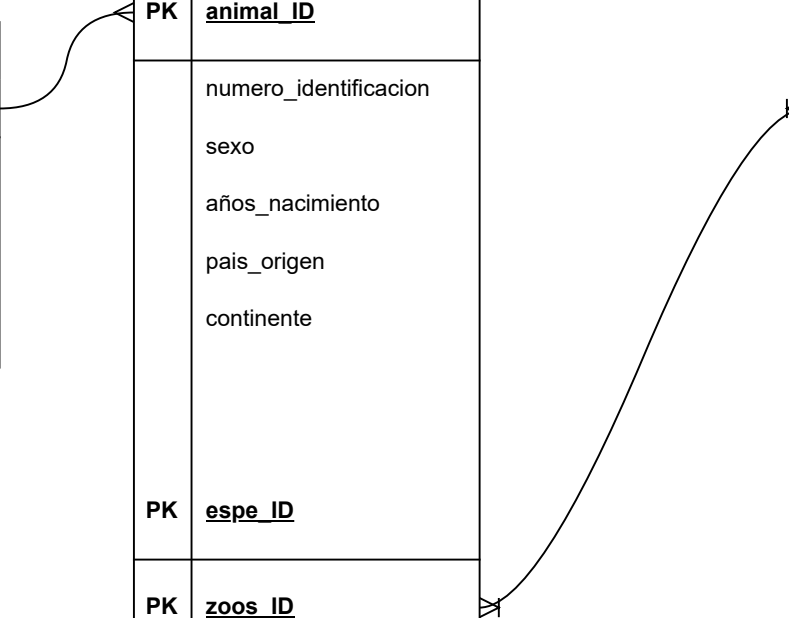 PK animal_ID
numero_identificacion
sexo
años_nacimiento
pais_origen
continente
PK espe_ID
PK zoos_ID